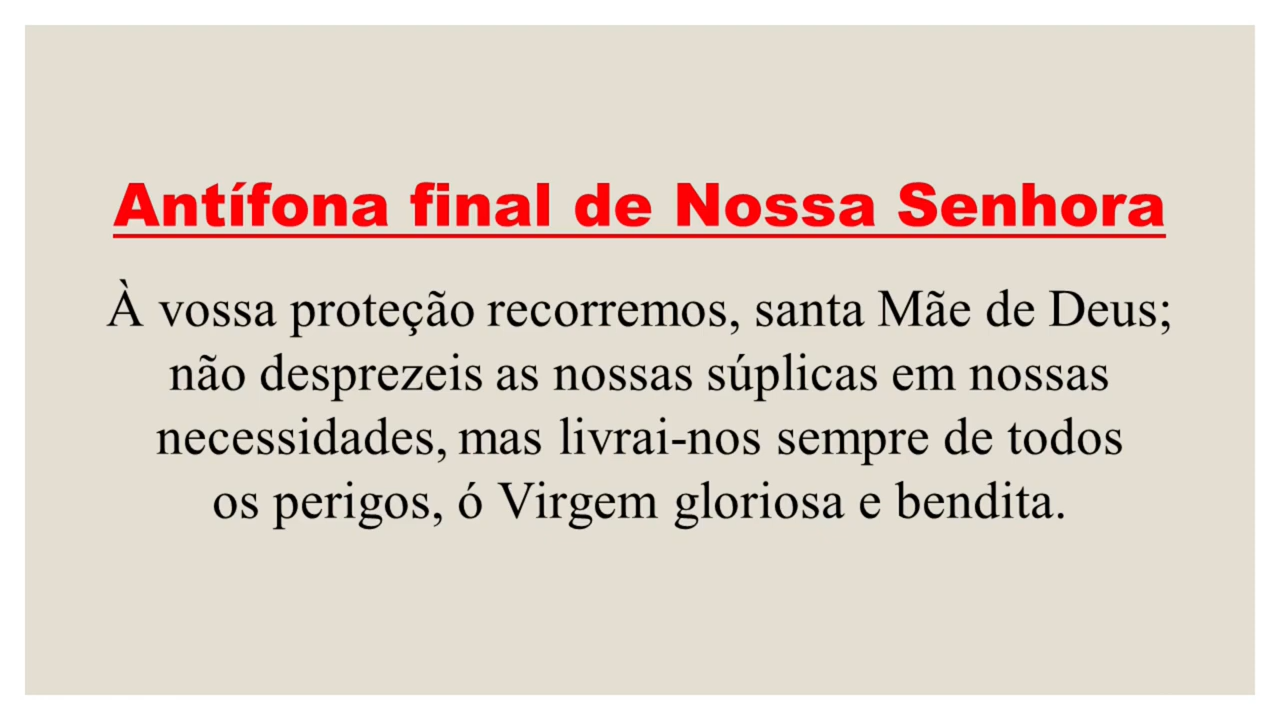 Antífona final de Nossa Senhora
À vossa proteção recorremos, santa Mãe de Deus;
não desprezeis as nossas súplicas em nossas
necessidades, mas livrai-nos sempre de todos
os perigos, ó Virgem gloriosa e bendita.